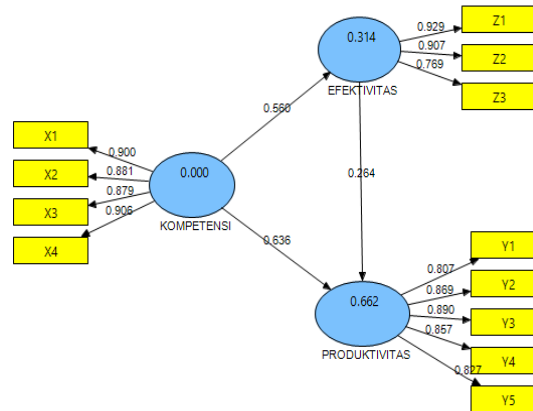 Z1
0.929
0.314
0.907
Z2
0.769
EFEKTIVITAS
Z3
0.560
X1
0.900
X2
0.881
0.000
0.264
X3
0.879
X4
0.906
KOMPETENSI
0.636
Y1
0.807
Y2
0.869
0.662
0.890
Y3
0.857
PRODUKTIVITAS
Y4
0.827
Y5